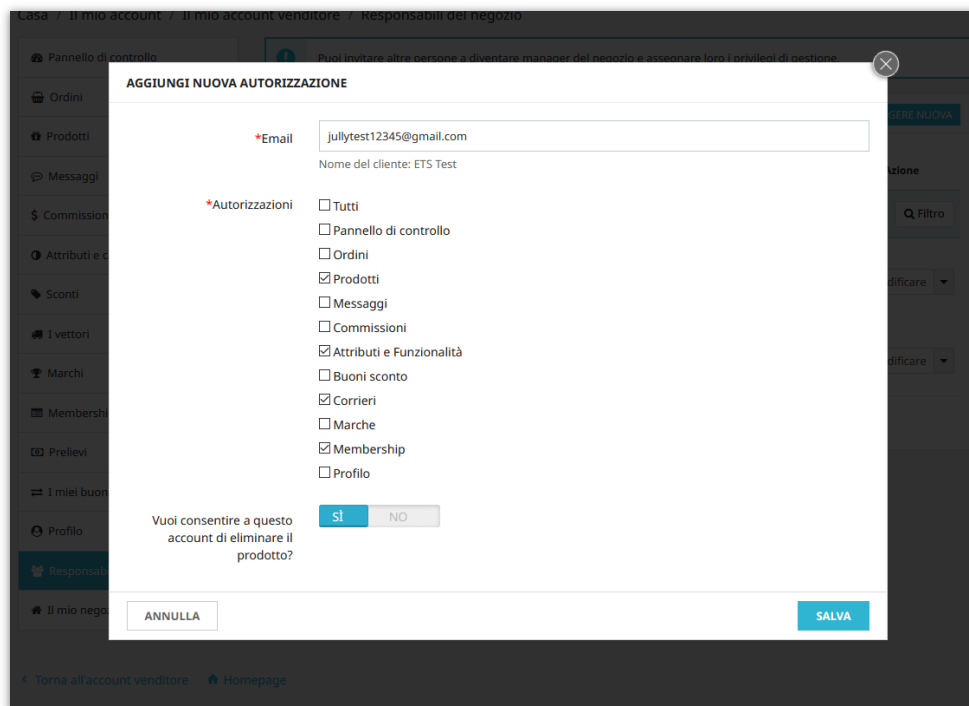 Casa / Il mio account / Il mio account venditore / Responsabili del negozio
Pannello di controllo
Puoi invitare altre persone a diventare manager del negozio e assegnare loro i privilegi di gestione.
AGGIUNGI NUOVA AUTORIZZAZIONE
Ordini
GERE NUOVA
Prodotti
*Email
jullytest12345@gmail.com
Nome del cliente: ETS Test
Messaggi
Azione
*Autorizzazioni
Tutti
$ Commission
Filtro
Pannello di controllo
Attributi e c
Ordini
Prodotti
dificare
Sconti
Messaggi
I vettori
Commissioni
Attributi e Funzionalità
dificare
Marchi
Buoni sconto
Corrieri
Membershi
Marche
Prelievi
Membership
Profilo
I miei buon
Vuoi consentire a questo
account di eliminare il
prodotto?
SÌ NO
Profilo
Responsab
Il mio nego
ANNULLA
SALVA
< Torna all'account venditore Homepage